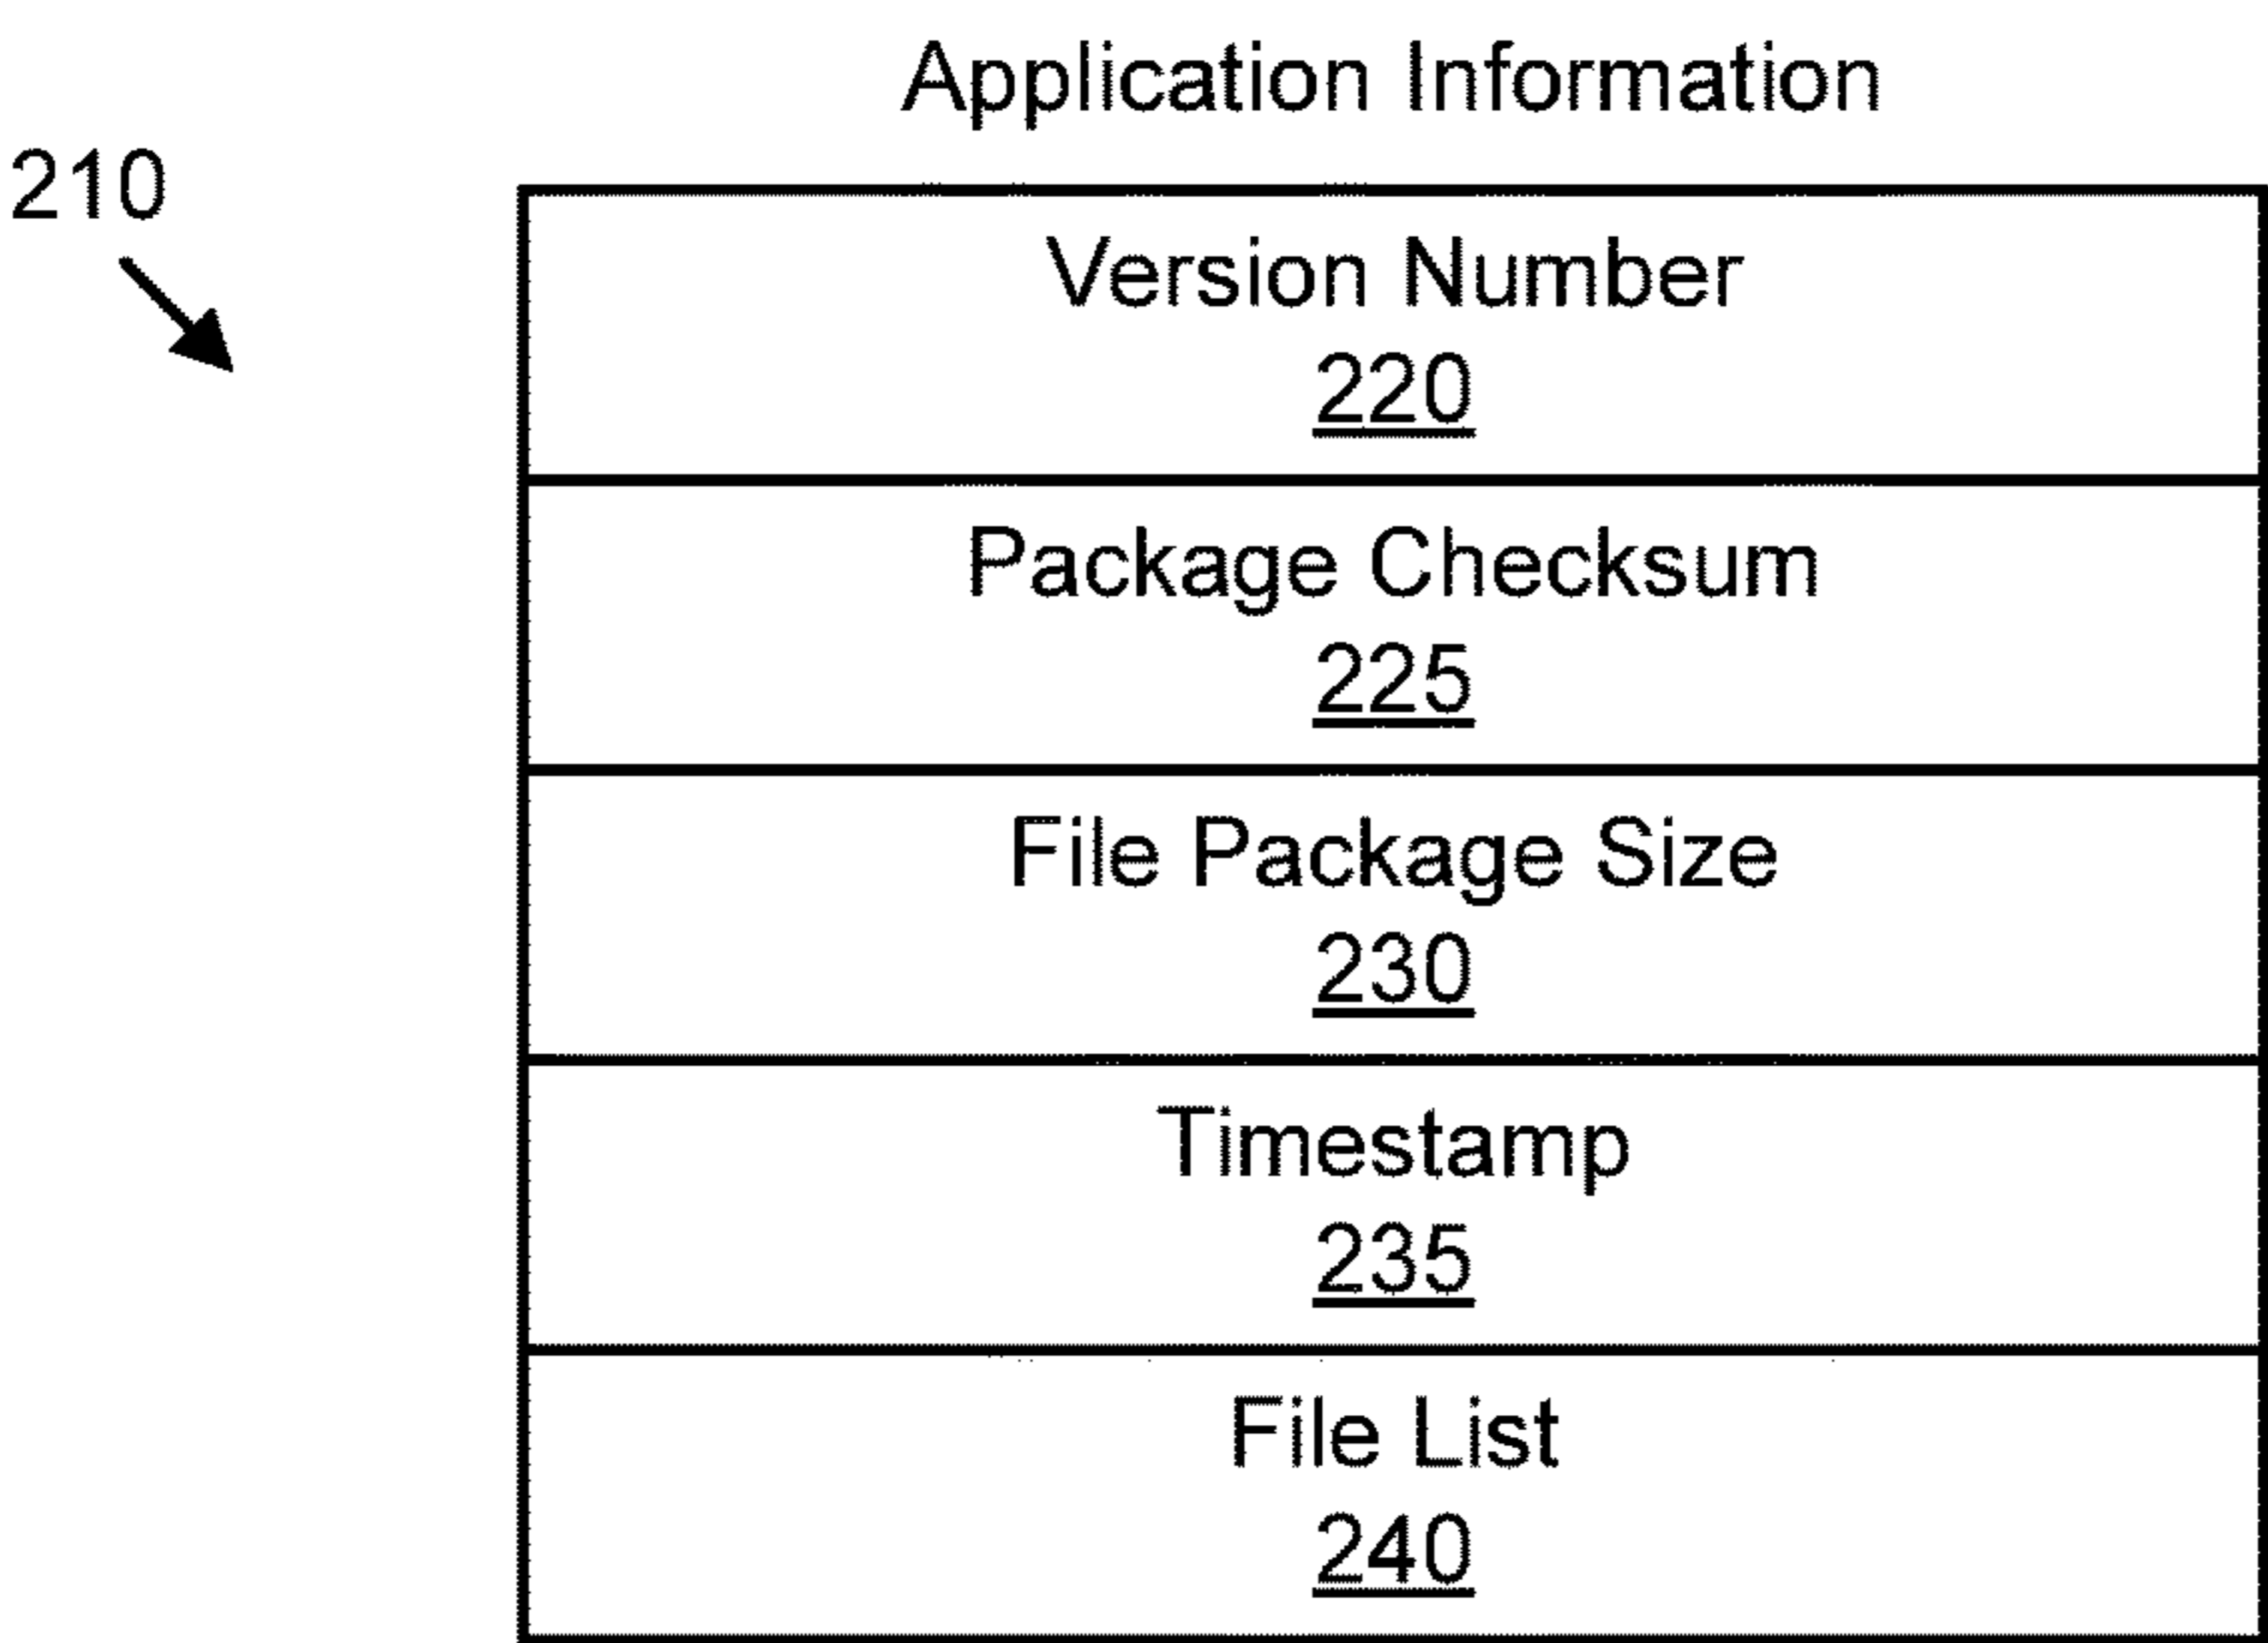 Application Information
210
Version Number
220
Package Checksum
225
File Package Size
230
Timestamp
235
File List
240